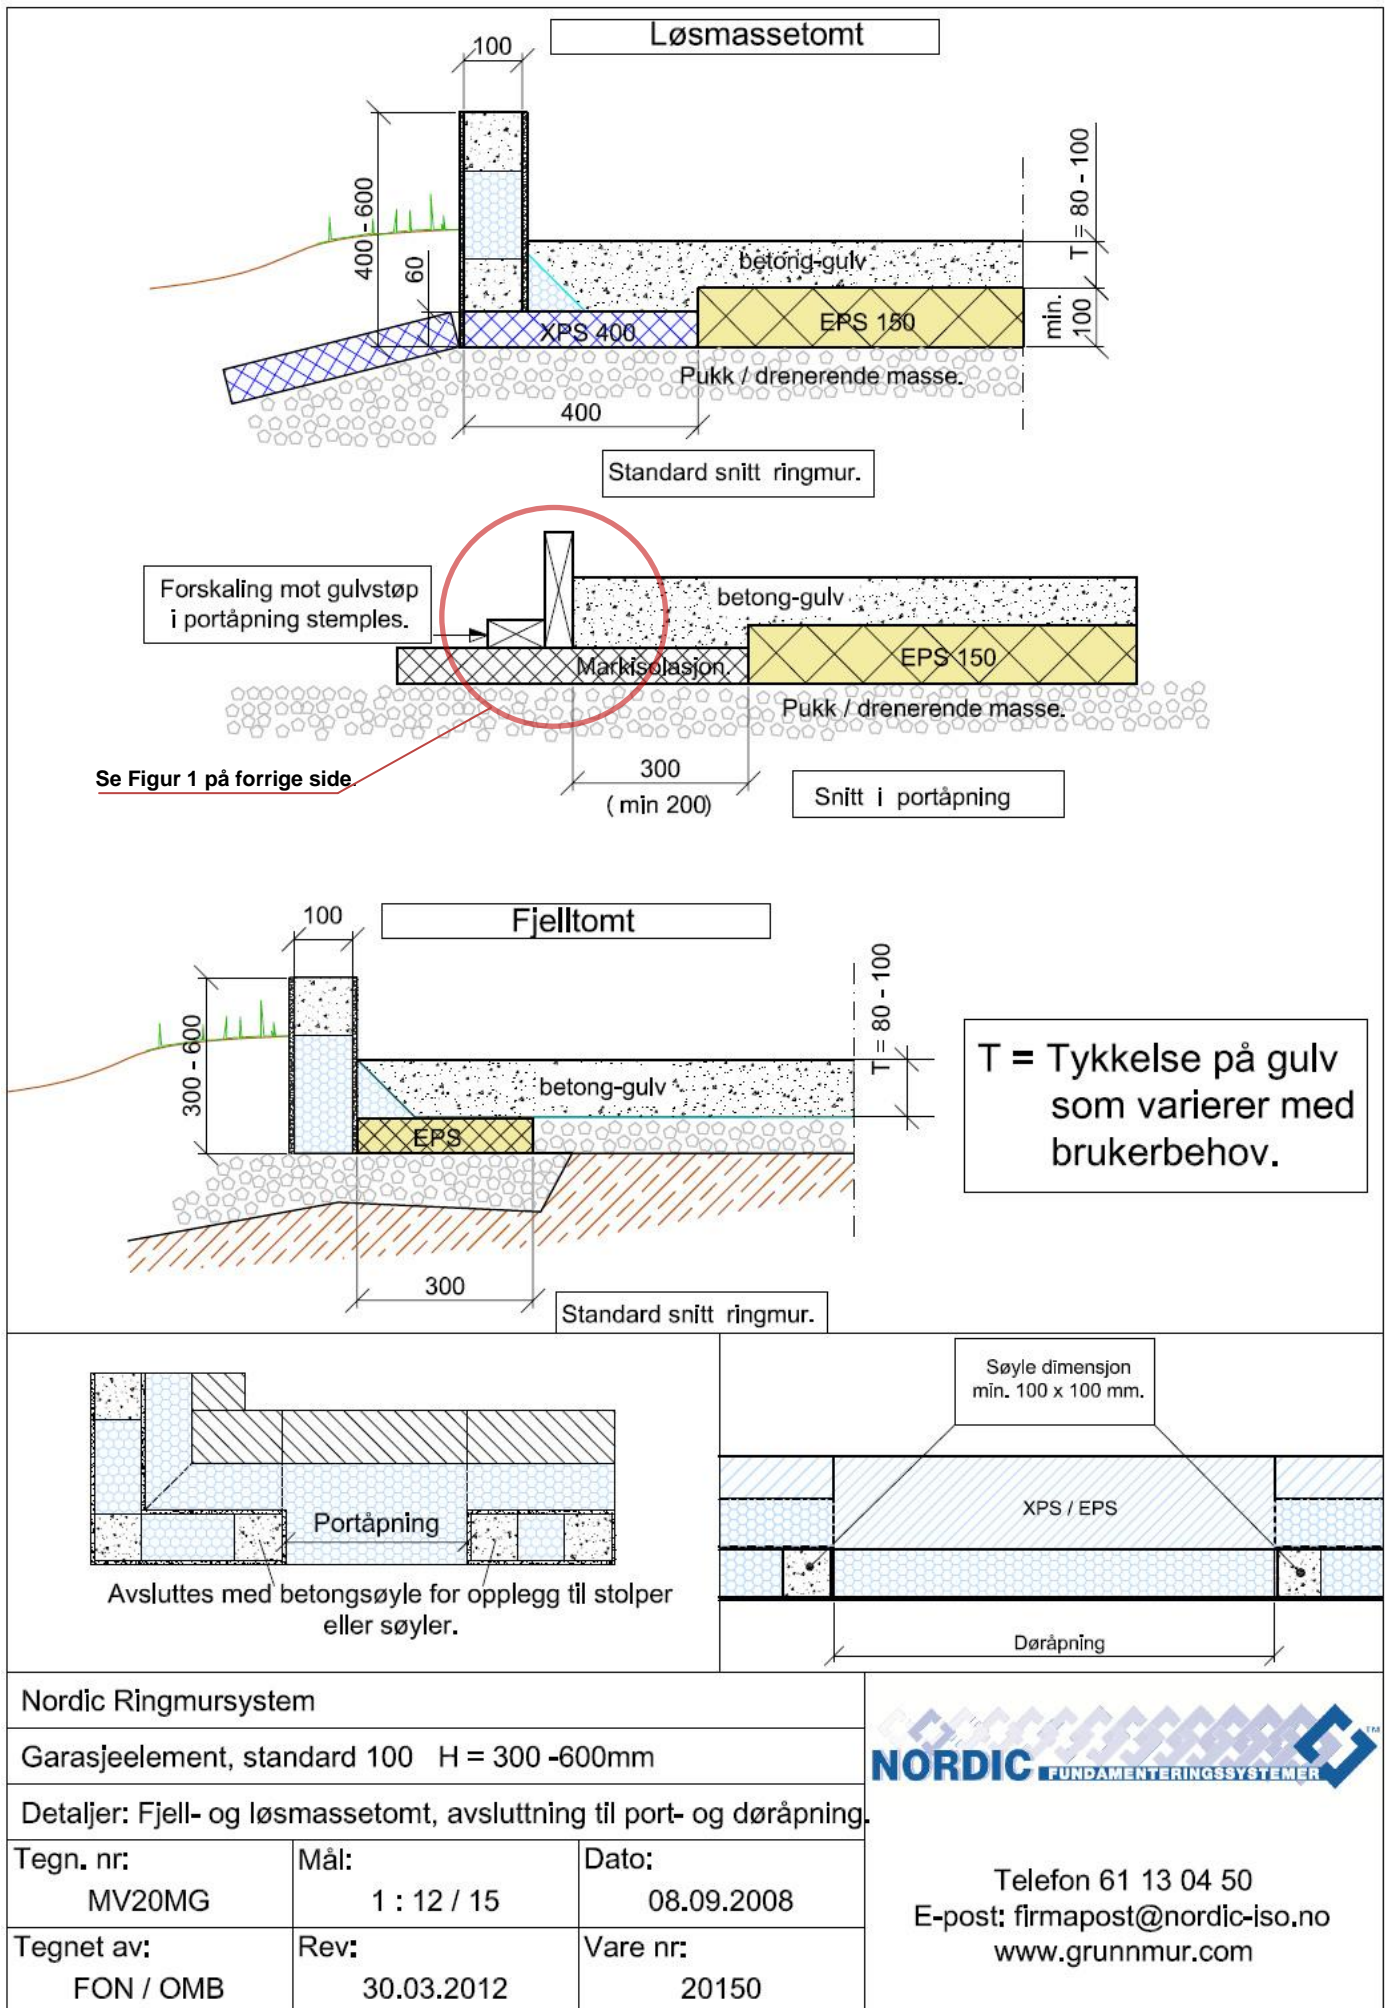 Løsmassetomt
100
400 - 600
60
T = 80 - 100
min.
100
betong-gulv
XPS 400
EPS 150
Pukk / drenerende masse.
400
Standard snitt ringmur.
Forskaling mot gulvstøp
i portåpning stemples.
betong-gulv
Markisolasjon.
EPS 150
Pukk / drenerende masse.
Se Figur 1 på forrige side.
300
( min 200)
Snitt i portåpning
Fjelltomt
100
300 - 600
T = 80 - 100
betong-gulv
EPS
T = Tykkelse på gulv
som varierer med
brukerbehov.
300
Standard snitt ringmur.
Portåpning
Avsluttes med betongsøyle for opplegg til stolper
eller søyler.
Søyle dimensjon
min. 100 x 100 mm.
XPS / EPS
Døråpning
Nordic Ringmursystem
Garasjeelement, standard 100 H = 300 -600mm
Detaljer: Fjell- og løsmassetomt, avsluttning til port- og døråpning.
Tegn. nr:
MV20MG
Mål:
1 : 12 / 15
Dato:
08.09.2008
Tegnet av:
FON / OMB
Rev:
30.03.2012
Vare nr:
20150
NORDIC FUNDAMENTERINGSSYSTEMER TM
Telefon 61 13 04 50
E-post: firmapost@nordic-iso.no
www.grunnmur.com